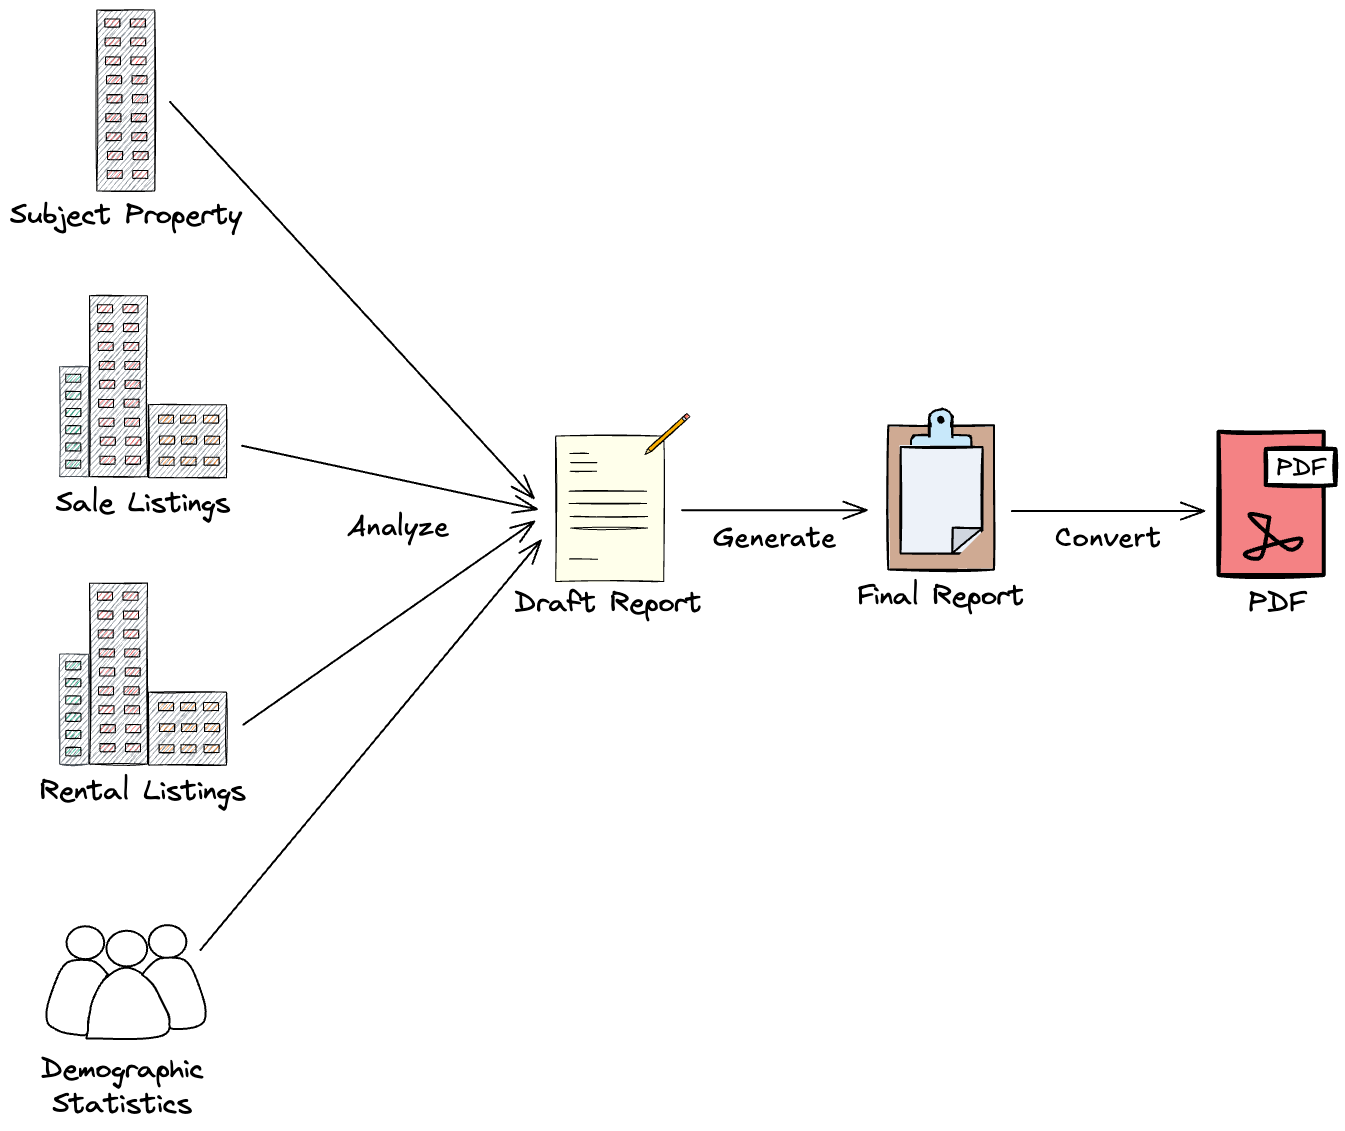 Subject Property
Sale Listings
Analyze
Rental Listings
Demographic
Statistics
Draft Report
Generate
Final Report
Convert
PDF
PDF